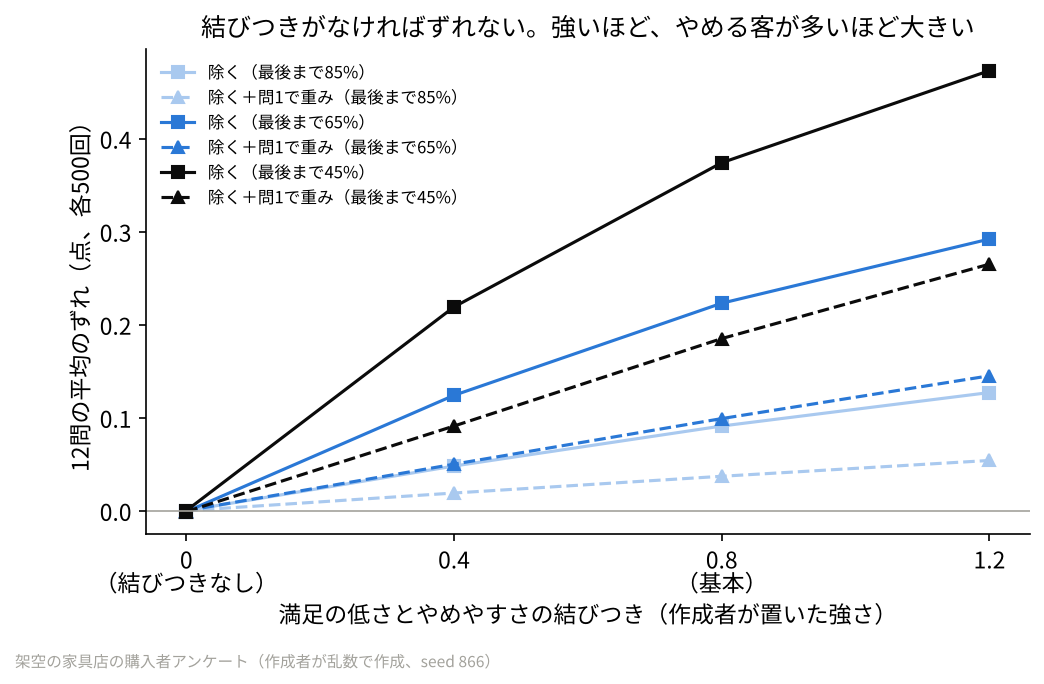 結びつきがなければずれない。強いほど、やめる客が多いほど大きい
除く（最後まで85%）
除く＋問1で重み（最後まで85%）
除く（最後まで65%）
除く＋問1で重み（最後まで65%）
除く（最後まで45%）
除く＋問1で重み（最後まで45%）
12問の平均のずれ（点、各500回）
0.4
0.3
0.2
0.1
0.0
0
（結びつきなし）
0.4
0.8
（基本）
1.2
満足の低さとやめやすさの結びつき（作成者が置いた強さ）
架空の家具店の購入者アンケート（作成者が乱数で作成、seed 866）